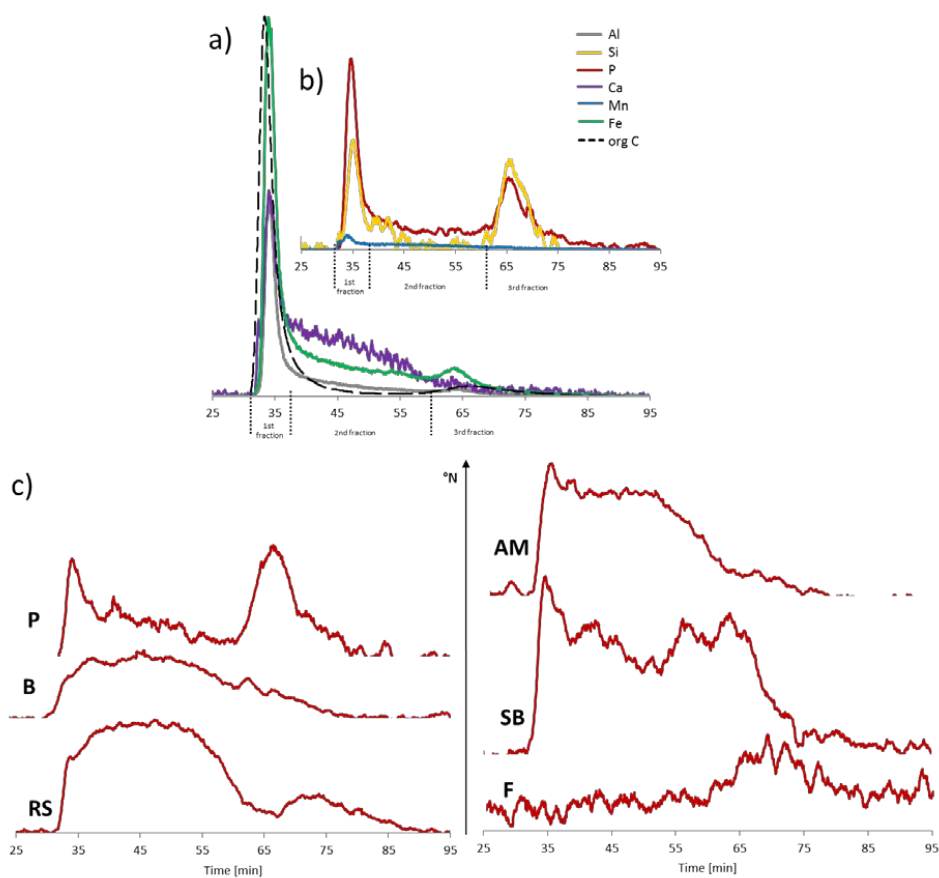 a)
Al
Si
P
Ca
Mn
Fe
org C
b)
25 35 45 55 65 75 85 95
1st
fraction
2nd fraction
3rd fraction
25 35 45 55 65 75 85 95
1st
fraction
2nd fraction
3rd fraction
c)
P
B
RS
25 35 45 55 65 75 85 95
Time [min]
°N
AM
SB
F
25 35 45 55 65 75 85 95
Time [min]